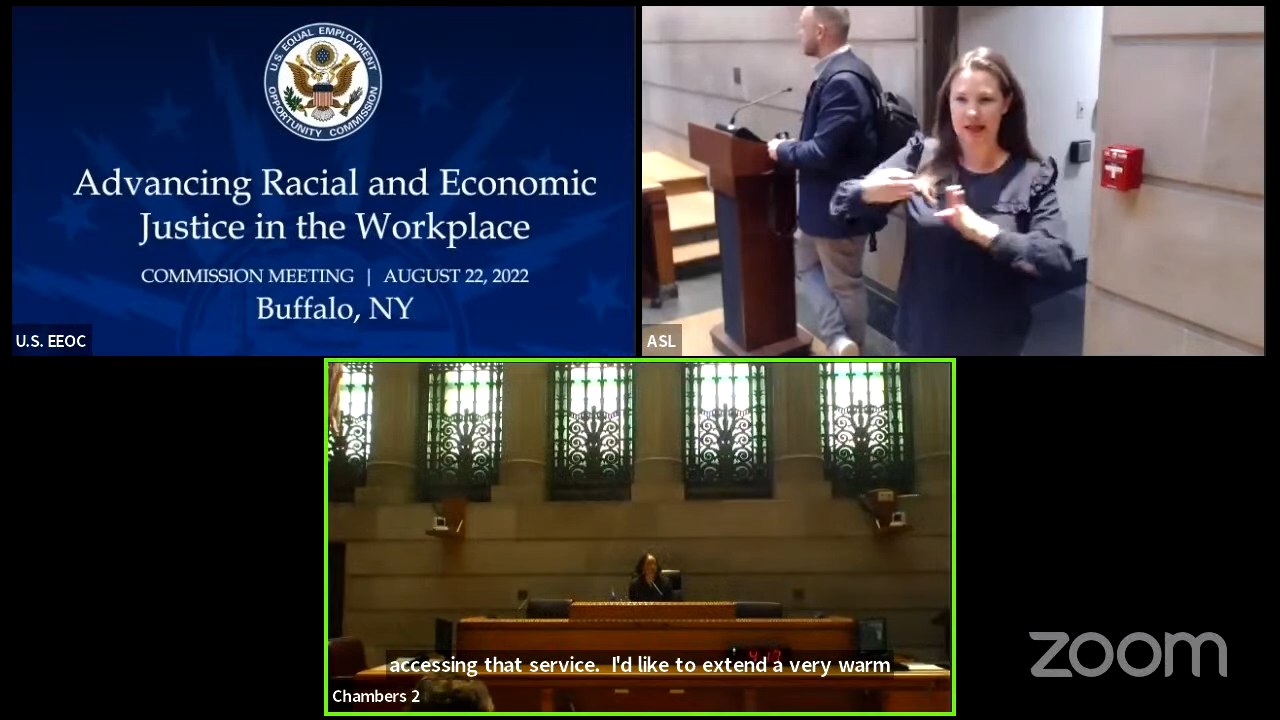 U.S. EQUAL EMPLOYMENT
OPPORTUNITY COMMISSION
Advancing Racial and Economic
Justice in the Workplace
COMMISSION MEETING | AUGUST 22, 2022
Buffalo, NY
U.S. EEOC
ASL
accessing that service. I'd like to extend a very warm
Chambers 2
zoom